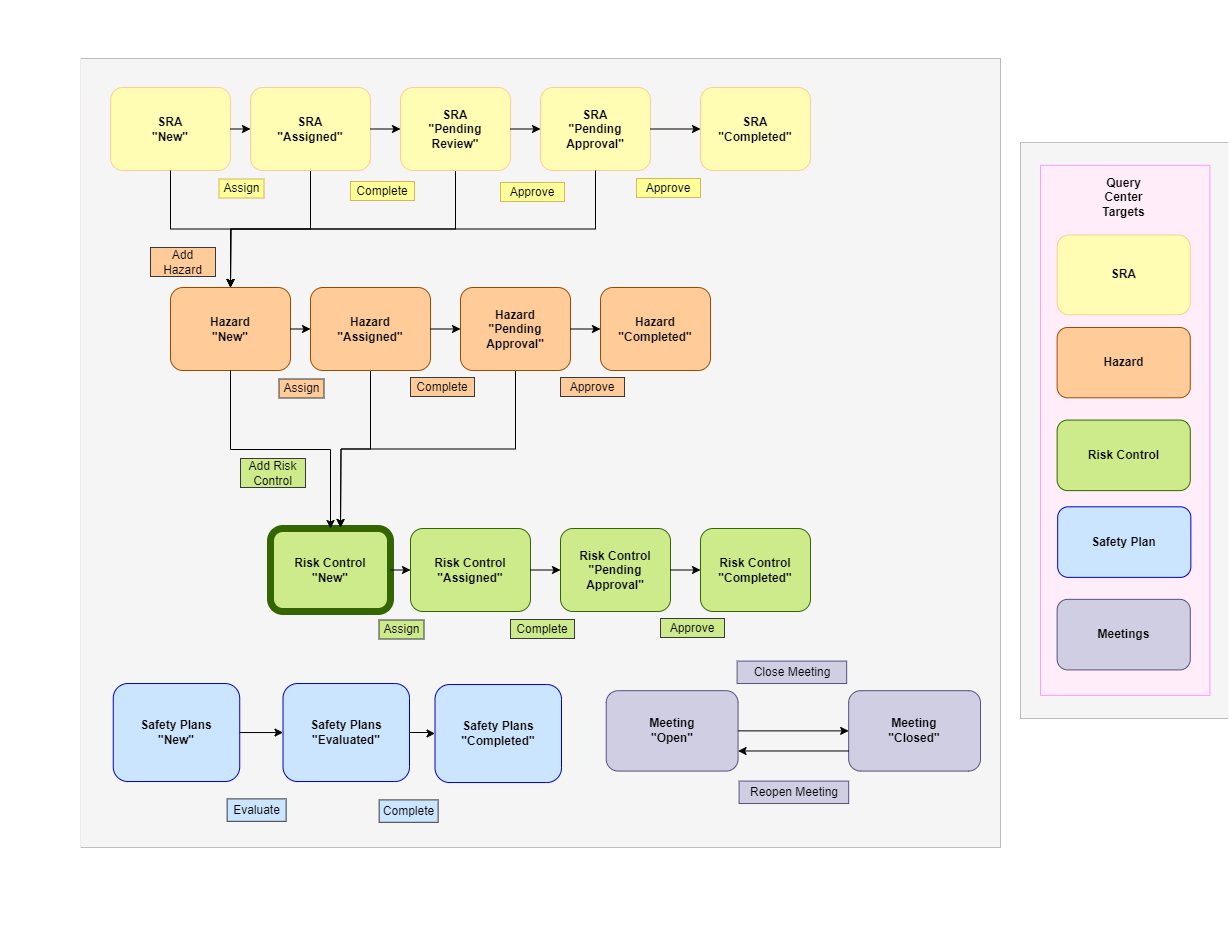 SRA
"New"
SRA
"Assigned"
SRA
"Pending
Review"
SRA
"Pending
Approval"
SRA
"Completed"
Assign
Complete
Approve
Approve
Add
Hazard
Hazard
"New"
Hazard
"Assigned"
Hazard
"Pending
Approval"
Hazard
"Completed"
Assign
Complete
Approve
Add Risk
Control
Risk Control
"New"
Risk Control
"Assigned"
Risk Control
"Pending
Approval"
Risk Control
"Completed"
Assign
Complete
Approve
Safety Plans
"New"
Safety Plans
"Evaluated"
Safety Plans
"Completed"
Evaluate
Complete
Close Meeting
Meeting
"Open"
Meeting
"Closed"
Reopen Meeting
Query
Center
Targets
SRA
Hazard
Risk Control
Safety Plan
Meetings